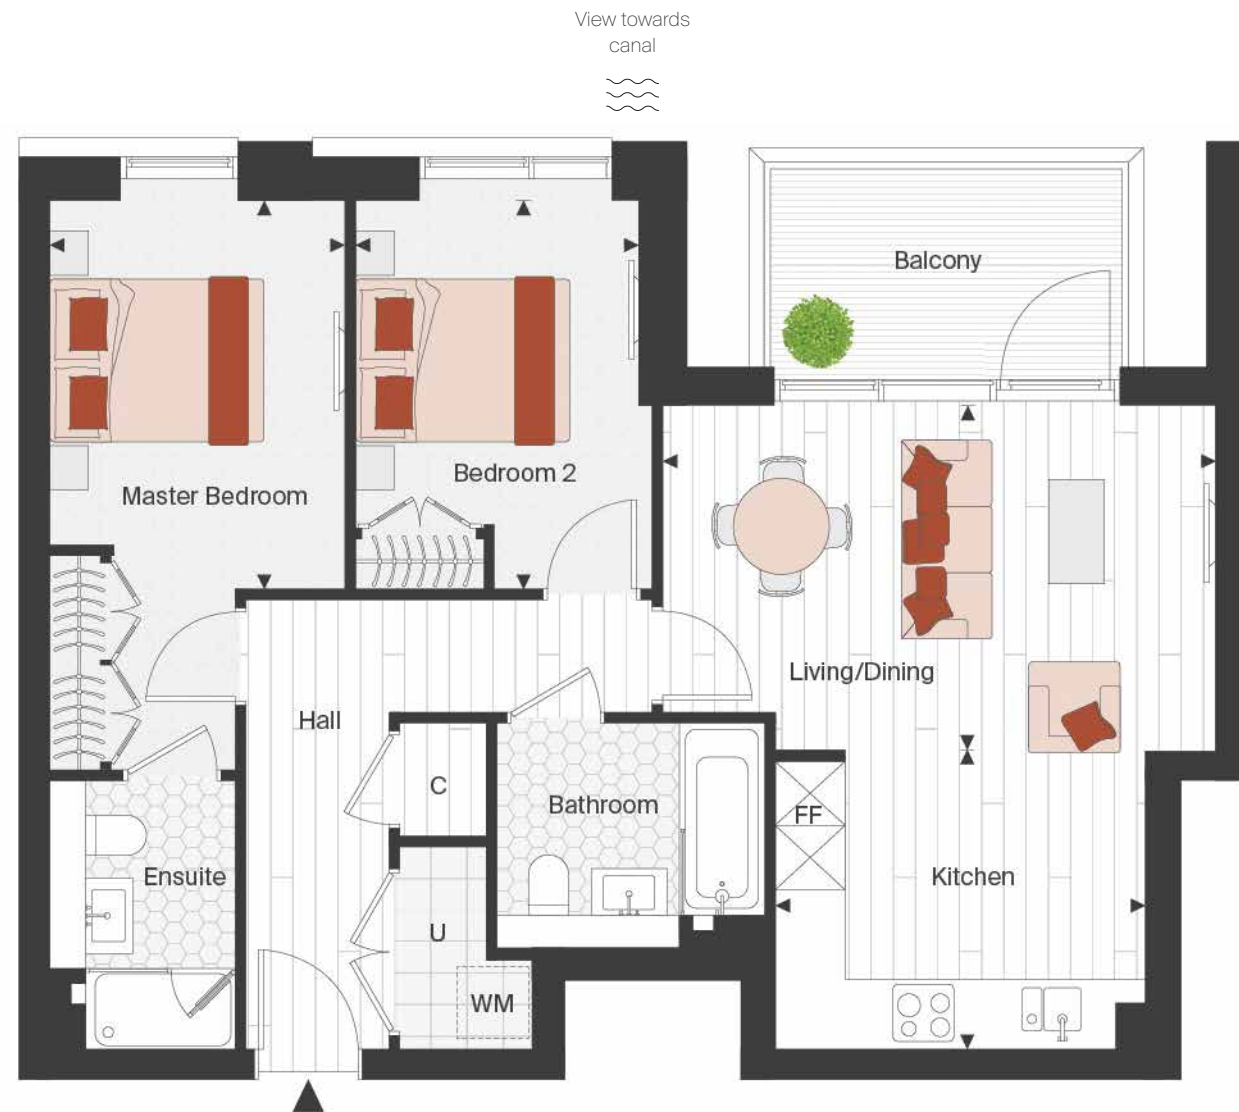 View towards
canal
Balcony
Bedroom 2
Master Bedroom
Living/Dining
Hall
C
Bathroom
FF
Ensuite
Kitchen
U
WM